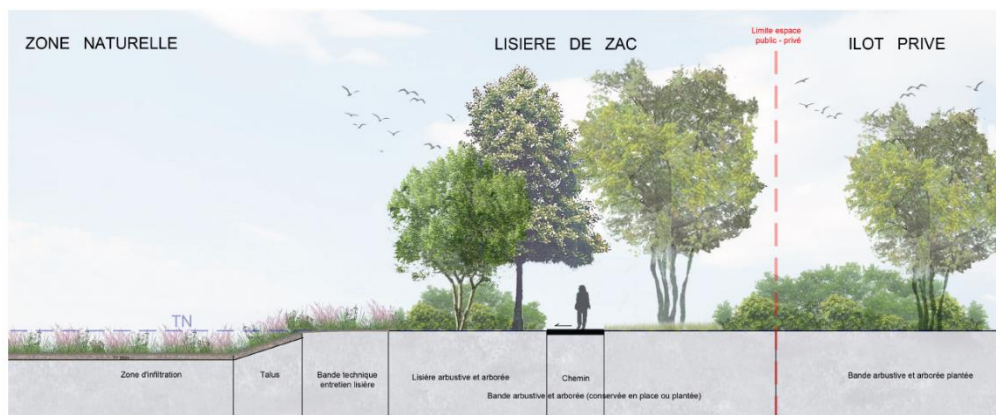 ZONE NATURELLE
LISIERE DE ZAC
Limite espace
public - privé
ILOT PRIVE
TN
Zone d'infiltration
Talus
Bande technique
entretien lisière
Lisière arbustive et arborée
Chemin
Bande arbustive et arborée (conservée en place ou plantée)
Bande arbustive et arborée plantée